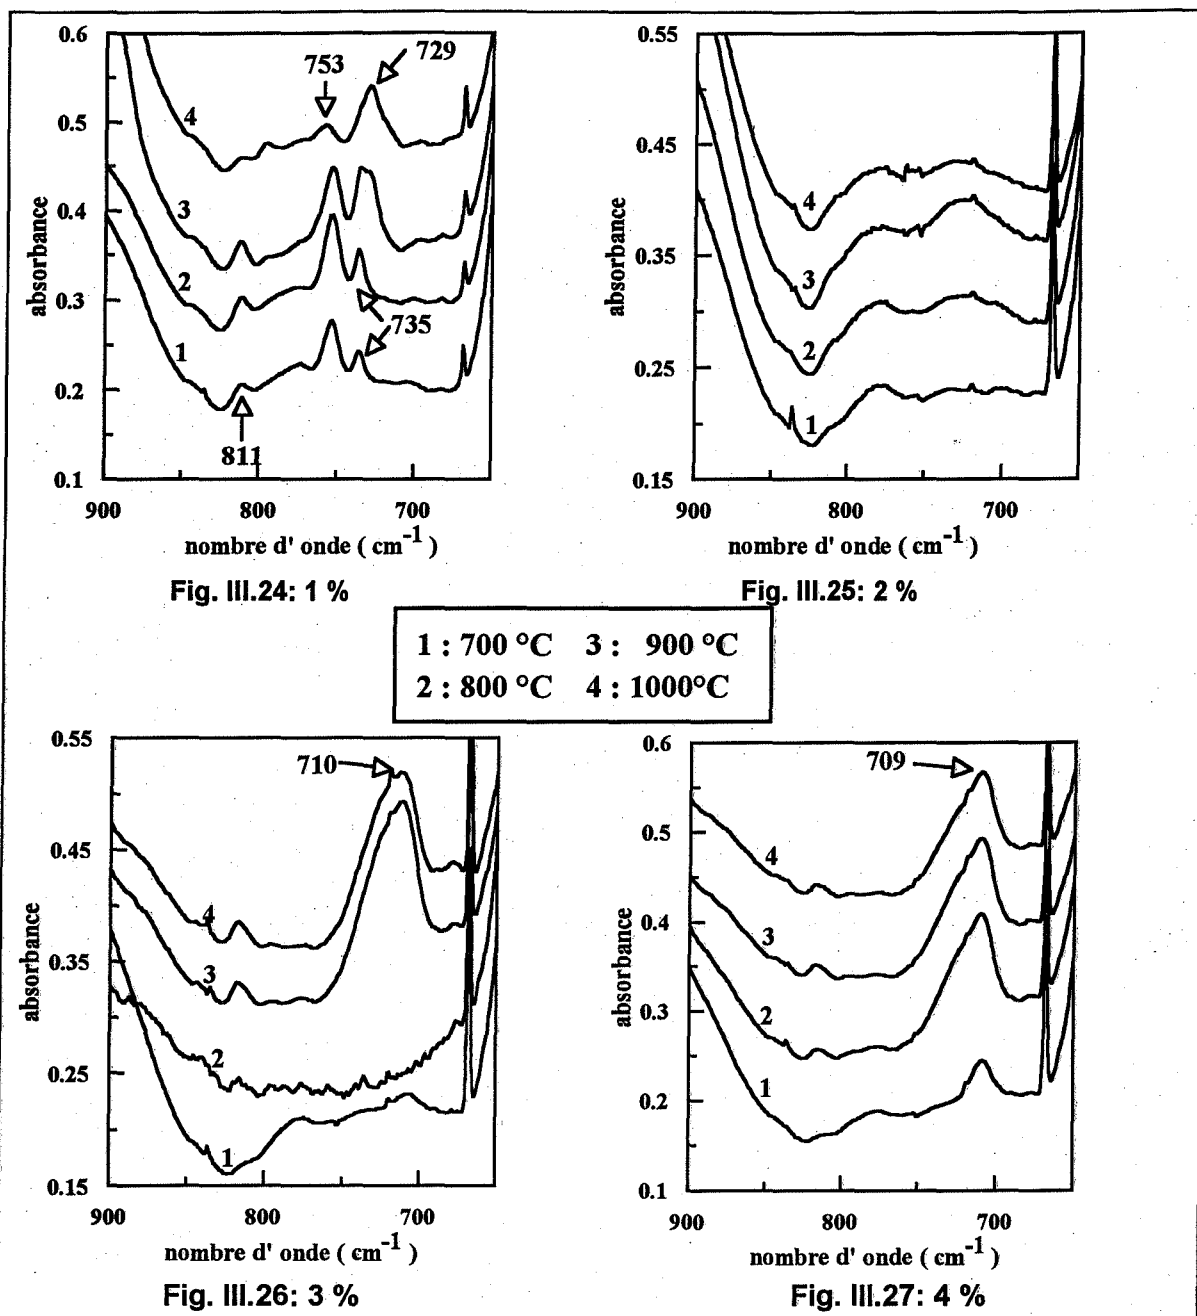 0.6
0.5
0.4
0.3
0.2
0.1
absorbance
753
729
4
3
2
1
735
811
900 800 700
nombre d' onde ( cm-1 )
Fig. III.24: 1 %
0.55
0.45
0.35
0.25
0.15
absorbance
4
3
2
1
900 800 700
nombre d' onde ( cm-1 )
Fig. III.25: 2 %
1 : 700 °C 3 : 900 °C
2 : 800 °C 4 : 1000°C
0.55
0.45
0.35
0.25
0.15
absorbance
710
4
3
2
1
900 800 700
nombre d' onde ( cm-1 )
Fig. III.26: 3 %
0.6
0.5
0.4
0.3
0.2
0.1
absorbance
709
4
3
2
1
900 800 700
nombre d' onde ( cm-1 )
Fig. III.27: 4 %